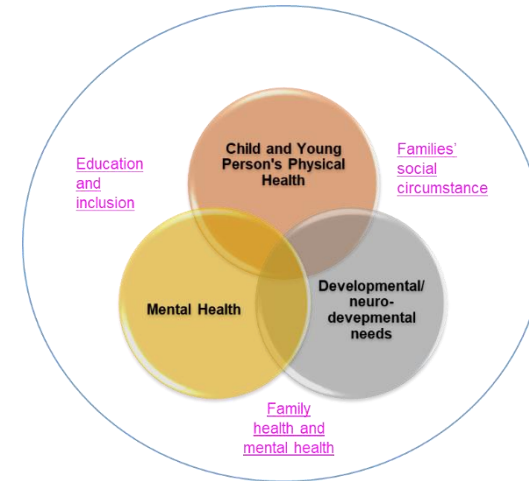 Child and Young
Person's Physical
Health
Education
and
inclusion
Families'
social
circumstance
Mental Health
Developmental/
neuro-
devepmental
needs
Family
health and
mental health